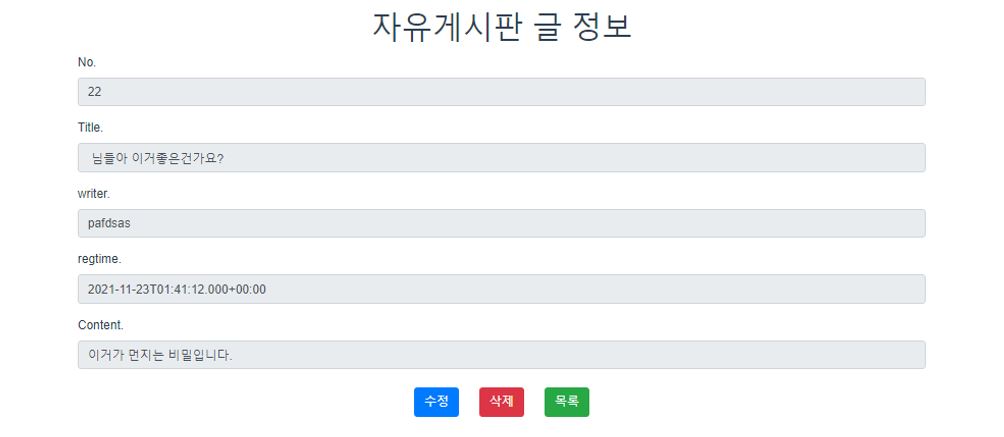 자유게시판 글 정보
No.
22
Title.
님들아 이거좋은건가요?
writer.
pafdsas
regtime.
2021-11-23T01:41:12.000+00:00
Content.
이거가 먼지는 비밀입니다.
수정 삭제 목록